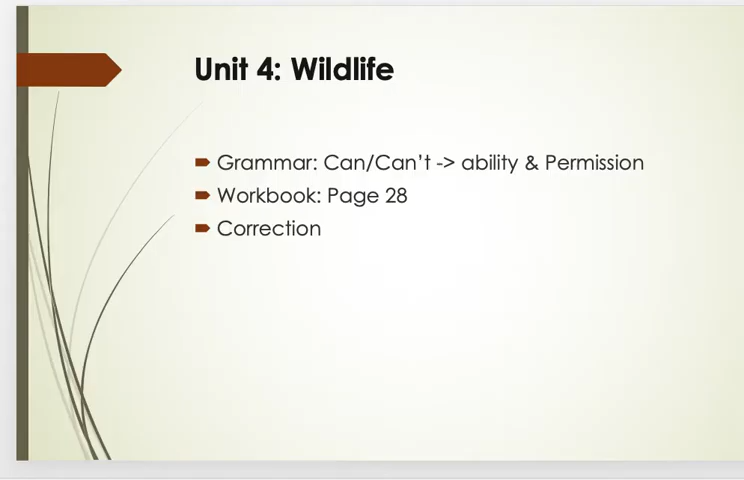 Unit 4: Wildlife
Grammar: Can/Can’t -> ability & Permission
Workbook: Page 28
Correction